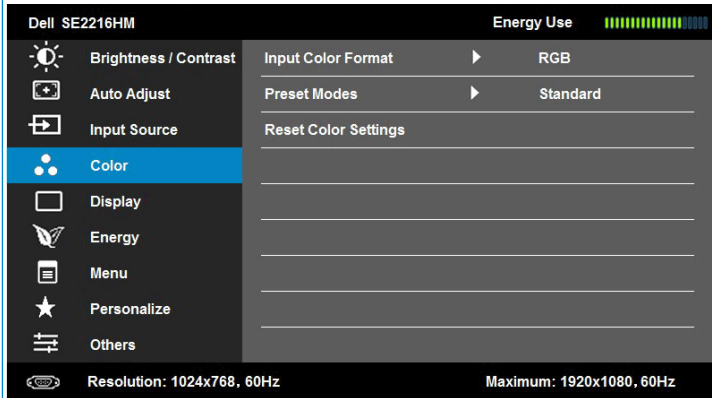 Dell SE2216HM Energy Use
Brightness / Contrast Input Color Format RGB
Auto Adjust Preset Modes Standard
Input Source Reset Color Settings
Color
Display
Energy
Menu
Personalize
Others
Resolution: 1024x768, 60Hz Maximum: 1920x1080, 60Hz